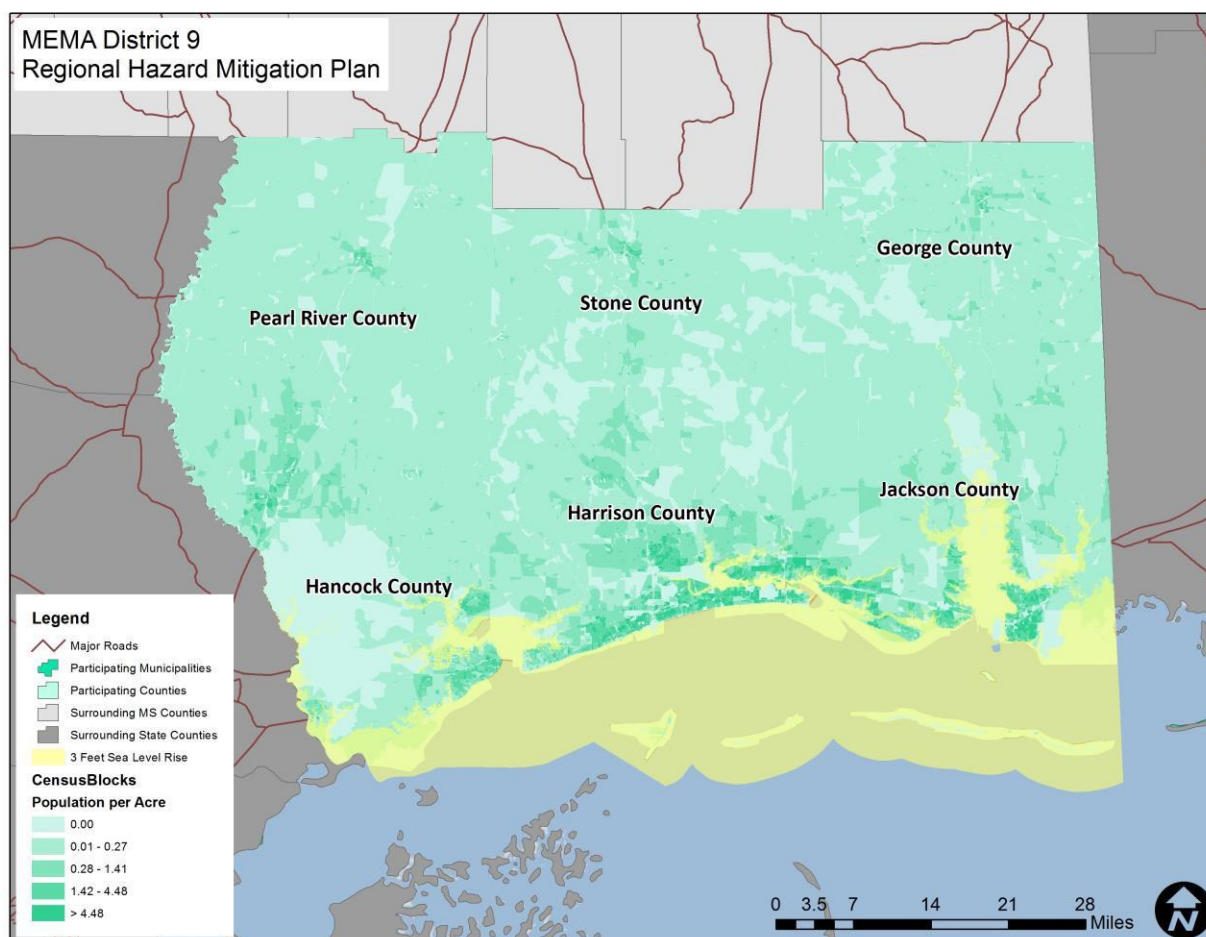 MEMA District 9
Regional Hazard Mitigation Plan
George County
Stone County
Pearl River County
Jackson County
Harrison County
Hancock County
Legend
Major Roads
Participating Municipalities
Participating Counties
Surrounding MS Counties
Surrounding State Counties
3 Feet Sea Level Rise
CensusBlocks
Population per Acre
0.00
0.01 - 0.27
0.28 - 1.41
1.42 - 4.48
> 4.48
0 3.5 7 14 21 28
Miles
N